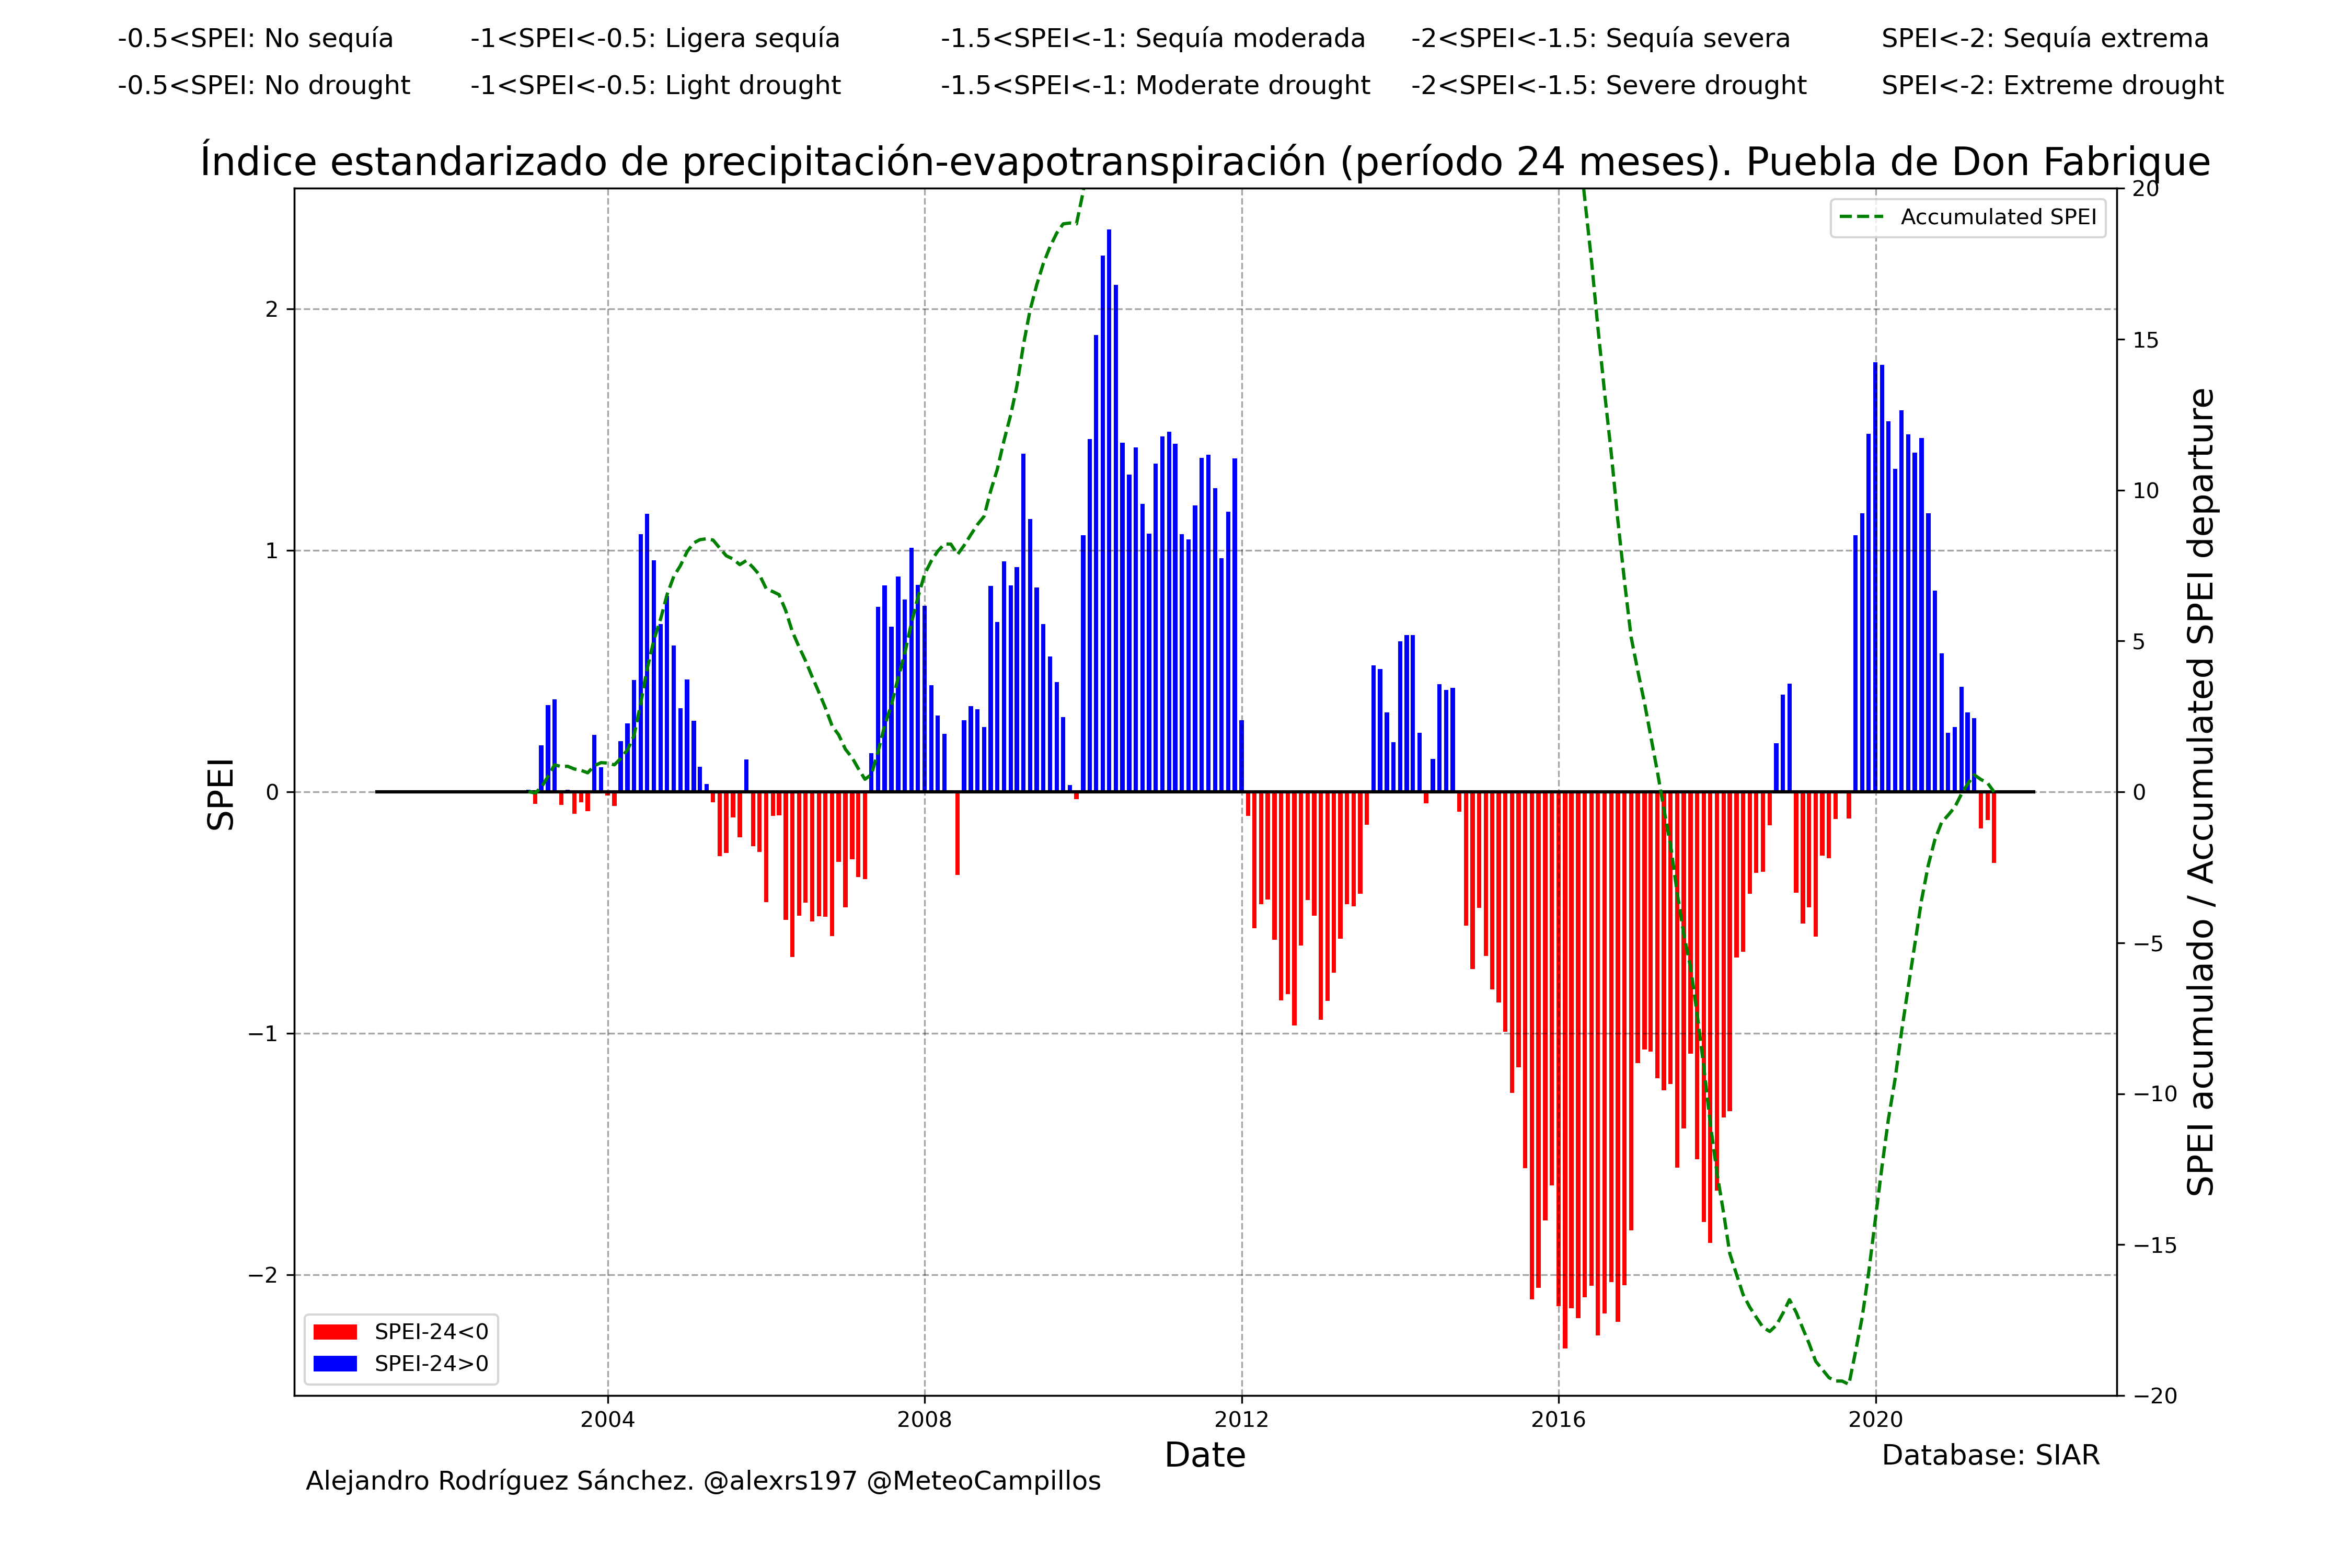 -0.5<SPEI: No sequía -1<SPEI<-0.5: Ligera sequía -1.5<SPEI<-1: Sequía moderada -2<SPEI<-1.5: Sequía severa SPEI<-2: Sequía extrema
-0.5<SPEI: No drought -1<SPEI<-0.5: Light drought -1.5<SPEI<-1: Moderate drought -2<SPEI<-1.5: Severe drought SPEI<-2: Extreme drought
Índice estandarizado de precipitación-evapotranspiración (período 24 meses). Puebla de Don Fabrique
Accumulated SPEI
SPEI
2
1
0
−1
−2
20
15
10
5
0
−5
−10
−15
−20
SPEI acumulado / Accumulated SPEI departure
SPEI-24<0
SPEI-24>0
2004 2008 2012 2016 2020
Date
Database: SIAR
Alejandro Rodríguez Sánchez. @alexrs197 @MeteoCampillos